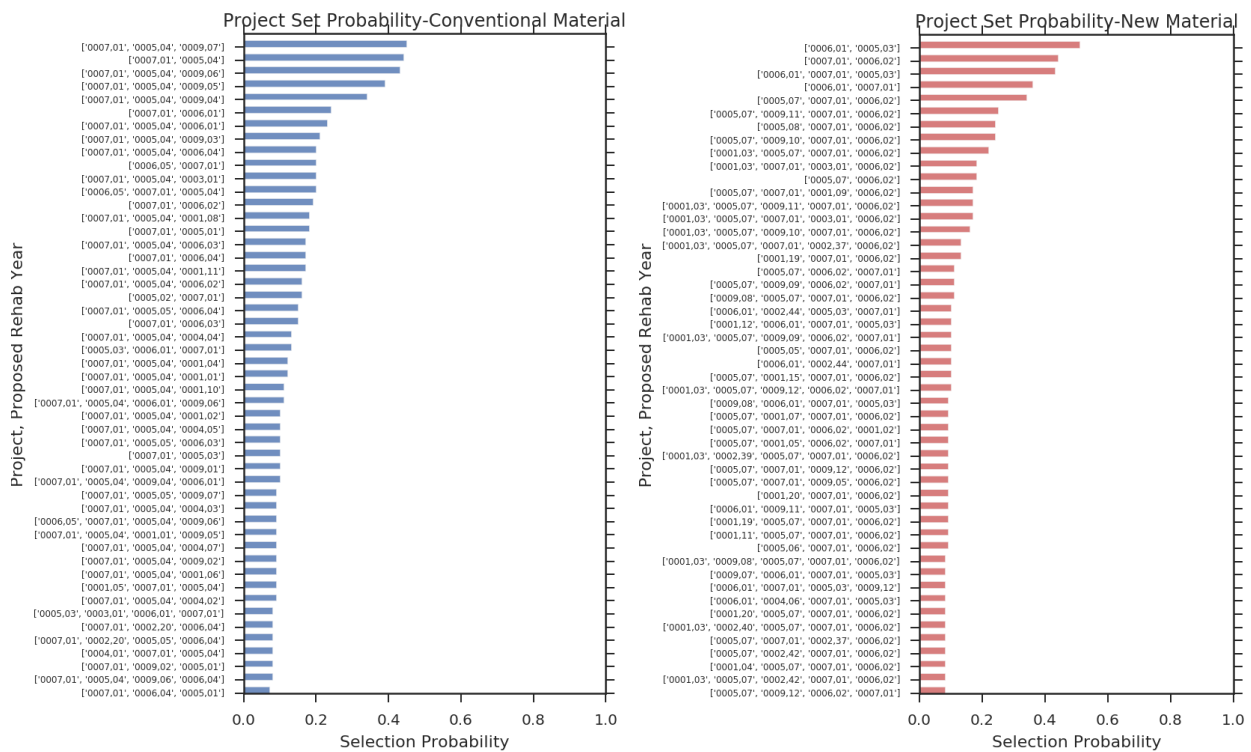 Project Set Probability-Conventional Material
['0007,01', '0005,04', '0009,07']
['0007,01', '0005,04']
['0007,01', '0005,04', '0009,06']
['0007,01', '0005,04', '0009,05']
['0007,01', '0005,04', '0009,04']
['0007,01', '0006,01']
['0007,01', '0005,04', '0006,01']
['0007,01', '0005,04', '0009,03']
['0007,01', '0005,04', '0006,04']
['0006,05', '0007,01']
['0007,01', '0005,04', '0003,01']
['0006,05', '0007,01', '0005,04']
['0007,01', '0006,02']
['0007,01', '0005,04', '0001,08']
['0007,01', '0005,01']
['0007,01', '0005,04', '0006,03']
['0007,01', '0006,04']
['0007,01', '0005,04', '0001,11']
['0007,01', '0005,04', '0006,02']
['0005,02', '0007,01']
['0007,01', '0005,05', '0006,04']
['0007,01', '0006,03']
['0007,01', '0005,04', '0004,04']
['0005,03', '0006,01', '0007,01']
['0007,01', '0005,04', '0001,04']
['0007,01', '0005,04', '0001,01']
['0007,01', '0005,04', '0001,10']
['0007,01', '0005,04', '0006,01', '0009,06']
['0007,01', '0005,04', '0001,02']
['0007,01', '0005,04', '0004,05']
['0007,01', '0005,05', '0006,03']
['0007,01', '0005,03']
['0007,01', '0005,04', '0009,01']
['0007,01', '0005,04', '0009,04', '0006,01']
['0007,01', '0005,05', '0009,07']
['0007,01', '0005,04', '0004,03']
['0006,05', '0007,01', '0005,04', '0009,06']
['0007,01', '0005,04', '0001,01', '0009,05']
['0007,01', '0005,04', '0004,07']
['0007,01', '0005,04', '0009,02']
['0007,01', '0005,04', '0001,06']
['0001,05', '0007,01', '0005,04']
['0007,01', '0005,04', '0004,02']
['0005,03', '0003,01', '0006,01', '0007,01']
['0007,01', '0002,20', '0006,04']
['0007,01', '0002,20', '0005,05', '0006,04']
['0004,01', '0007,01', '0005,04']
['0007,01', '0009,02', '0005,01']
['0007,01', '0005,04', '0009,06', '0006,04']
['0007,01', '0006,04', '0005,01']
Project, Proposed Rehab Year
0.0 0.2 0.4 0.6 0.8 1.0
Selection Probability
Project Set Probability-New Material
['0006,01', '0005,03']
['0007,01', '0006,02']
['0006,01', '0007,01', '0005,03']
['0006,01', '0007,01']
['0005,07', '0007,01', '0006,02']
['0005,07', '0009,11', '0007,01', '0006,02']
['0005,08', '0007,01', '0006,02']
['0005,07', '0009,10', '0007,01', '0006,02']
['0001,03', '0005,07', '0007,01', '0006,02']
['0001,03', '0007,01', '0003,01', '0006,02']
['0005,07', '0006,02']
['0005,07', '0007,01', '0001,09', '0006,02']
['0001,03', '0005,07', '0009,11', '0007,01', '0006,02']
['0001,03', '0005,07', '0007,01', '0003,01', '0006,02']
['0001,03', '0005,07', '0009,10', '0007,01', '0006,02']
['0001,03', '0005,07', '0007,01', '0002,37', '0006,02']
['0001,19', '0007,01', '0006,02']
['0005,07', '0006,02', '0007,01']
['0005,07', '0009,09', '0006,02', '0007,01']
['0009,08', '0005,07', '0007,01', '0006,02']
['0006,01', '0002,44', '0005,03', '0007,01']
['0001,12', '0006,01', '0007,01', '0005,03']
['0001,03', '0005,07', '0009,09', '0006,02', '0007,01']
['0005,05', '0007,01', '0006,02']
['0006,01', '0002,44', '0007,01']
['0005,07', '0001,15', '0007,01', '0006,02']
['0001,03', '0005,07', '0009,12', '0006,02', '0007,01']
['0009,08', '0006,01', '0007,01', '0005,03']
['0005,07', '0001,07', '0007,01', '0006,02']
['0005,07', '0007,01', '0006,02', '0001,02']
['0005,07', '0001,05', '0006,02', '0007,01']
['0001,03', '0002,39', '0005,07', '0007,01', '0006,02']
['0005,07', '0007,01', '0009,12', '0006,02']
['0005,07', '0007,01', '0009,05', '0006,02']
['0001,20', '0007,01', '0006,02']
['0006,01', '0009,11', '0007,01', '0005,03']
['0001,19', '0005,07', '0007,01', '0006,02']
['0001,11', '0005,07', '0007,01', '0006,02']
['0005,06', '0007,01', '0006,02']
['0001,03', '0009,08', '0005,07', '0007,01', '0006,02']
['0009,07', '0006,01', '0007,01', '0005,03']
['0006,01', '0007,01', '0005,03', '0009,12']
['0006,01', '0004,06', '0007,01', '0005,03']
['0001,20', '0005,07', '0007,01', '0006,02']
['0001,03', '0002,40', '0005,07', '0007,01', '0006,02']
['0005,07', '0007,01', '0002,37', '0006,02']
['0005,07', '0002,42', '0007,01', '0006,02']
['0001,04', '0005,07', '0007,01', '0006,02']
['0001,03', '0005,07', '0002,42', '0007,01', '0006,02']
['0005,07', '0009,12', '0006,02', '0007,01']
Project, Proposed Rehab Year
0.0 0.2 0.4 0.6 0.8 1.0
Selection Probability